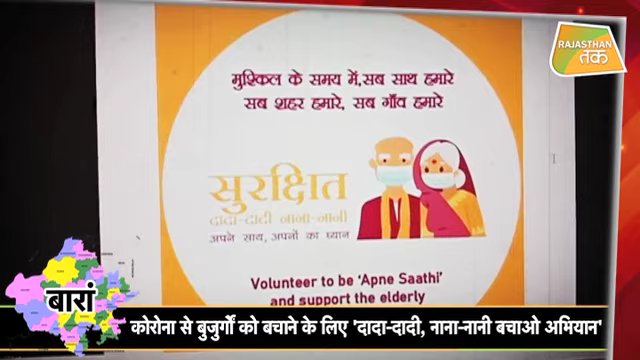 RAJASTHAN
तक
मुश्किल के समय में, सब साथ हमारे
सब शहर हमारे, सब गाँव हमारे
सुरक्षित
दादा-दादी नाना-नानी
अपने साथ, अपनों का ध्यान
Volunteer to be 'Apne Saathi'
and support the elderly
बारां
कोरोना से बुजुर्गों को बचाने के लिए 'दादा-दादी, नाना-नानी बचाओ अभियान'